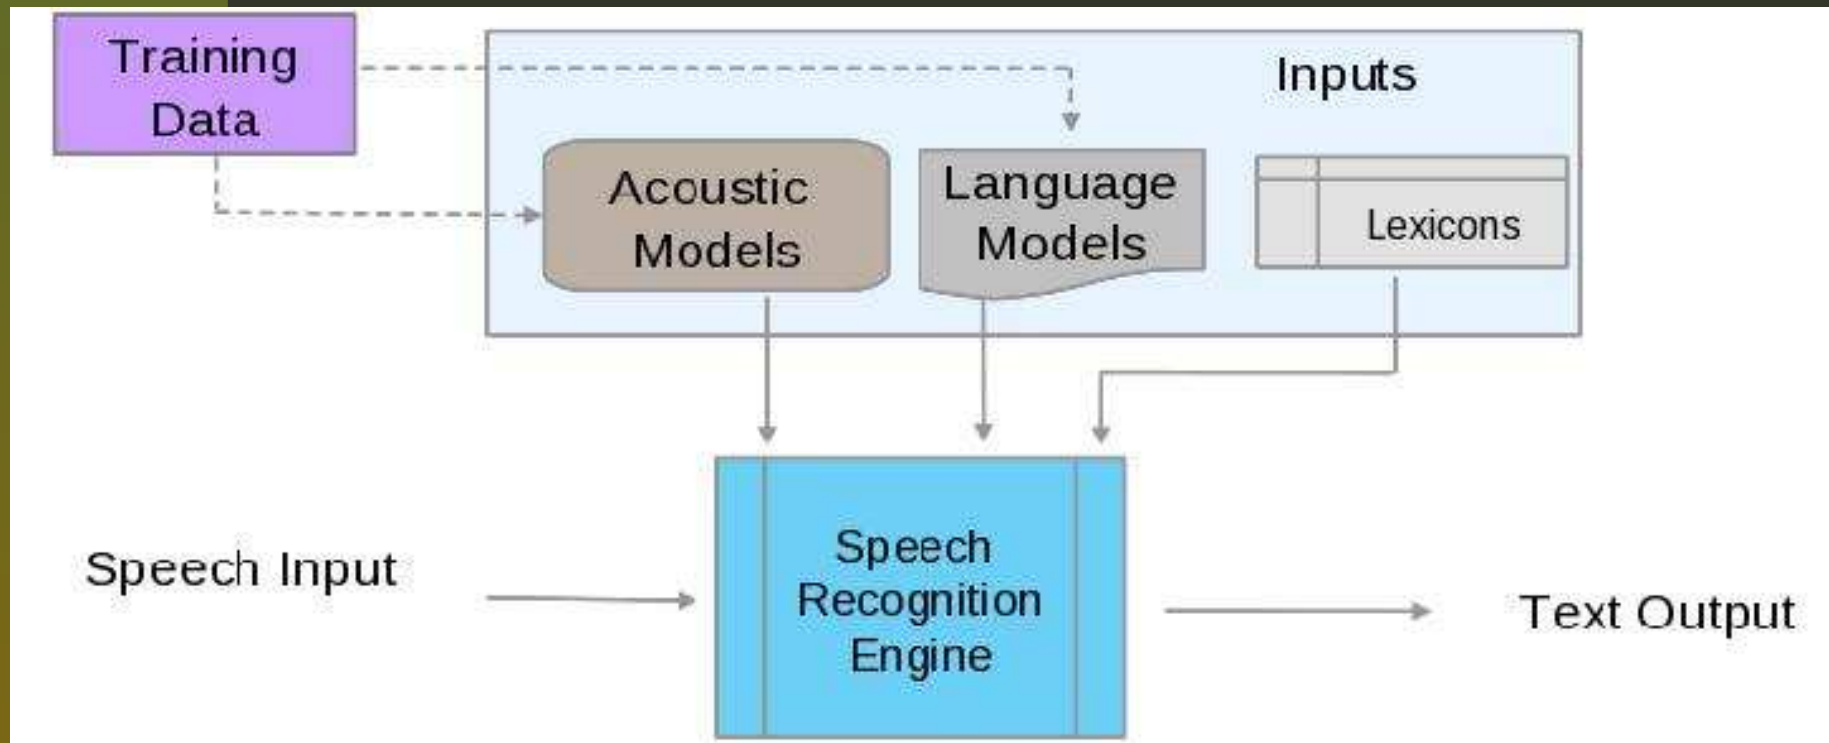 Training
Data
Inputs
Acoustic
Models
Language
Models
Lexicons
Speech Input
Speech
Recognition
Engine
Text Output